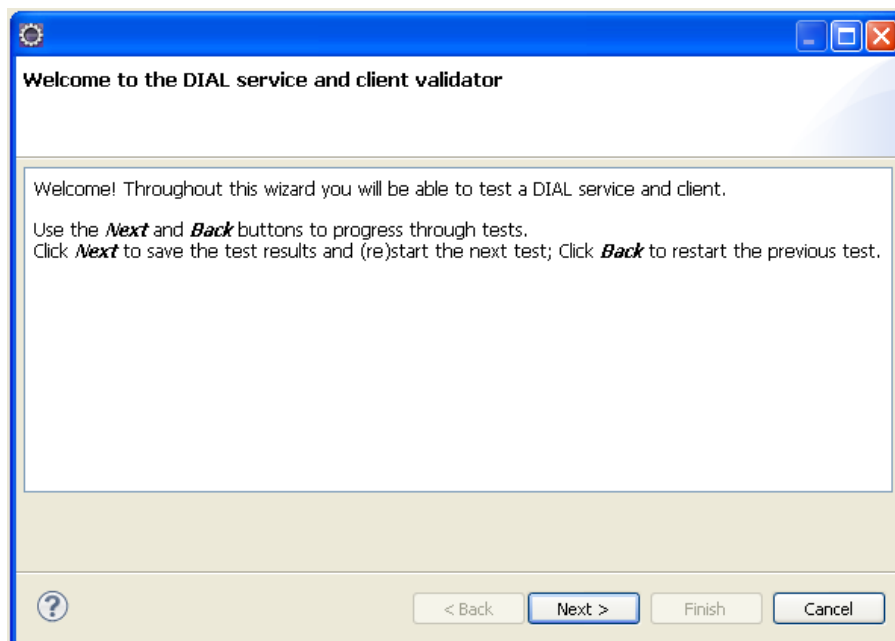 Welcome to the DIAL service and client validator
Welcome! Throughout this wizard you will be able to test a DIAL service and client.
Use the Next and Back buttons to progress through tests.
Click Next to save the test results and (re)start the next test; Click Back to restart the previous test.
? < Back Next > Finish Cancel